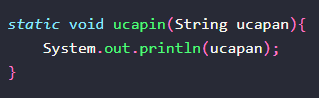 static void ucapin(String ucapan){
    System.out.println(ucapan);
}